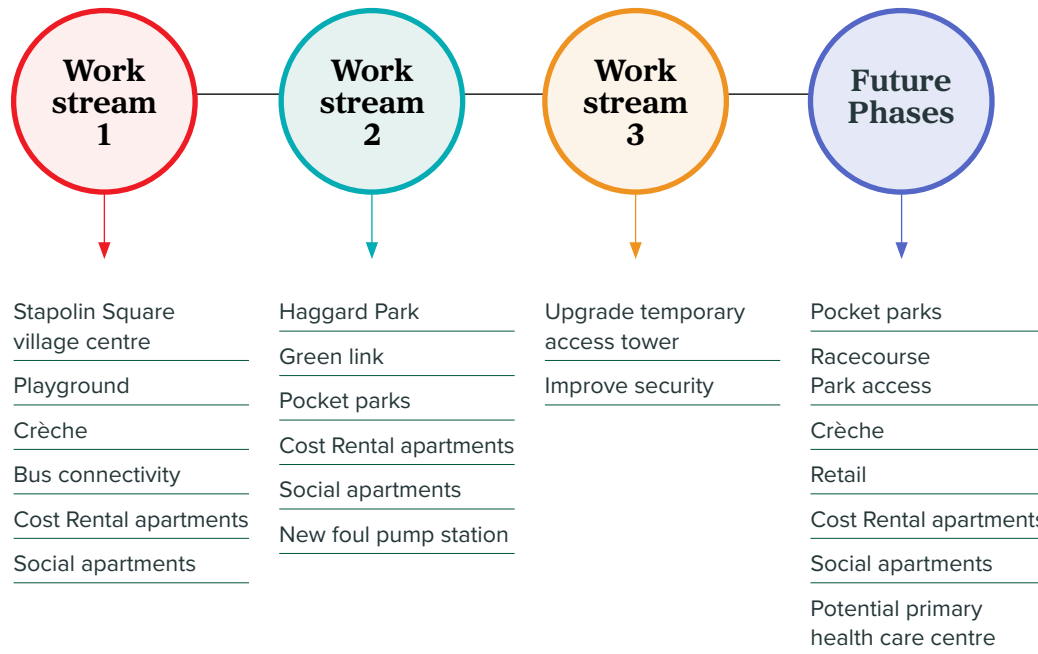 Work
stream
1
Work
stream
2
Work
stream
3
Future
Phases
Stapolin Square
village centre
Playground
Crèche
Bus connectivity
Cost Rental apartments
Social apartments
Haggard Park
Green link
Pocket parks
Cost Rental apartments
Social apartments
New foul pump station
Upgrade temporary
access tower
Improve security
Pocket parks
Racecourse
Park access
Crèche
Retail
Cost Rental apartments
Social apartments
Potential primary
health care centre